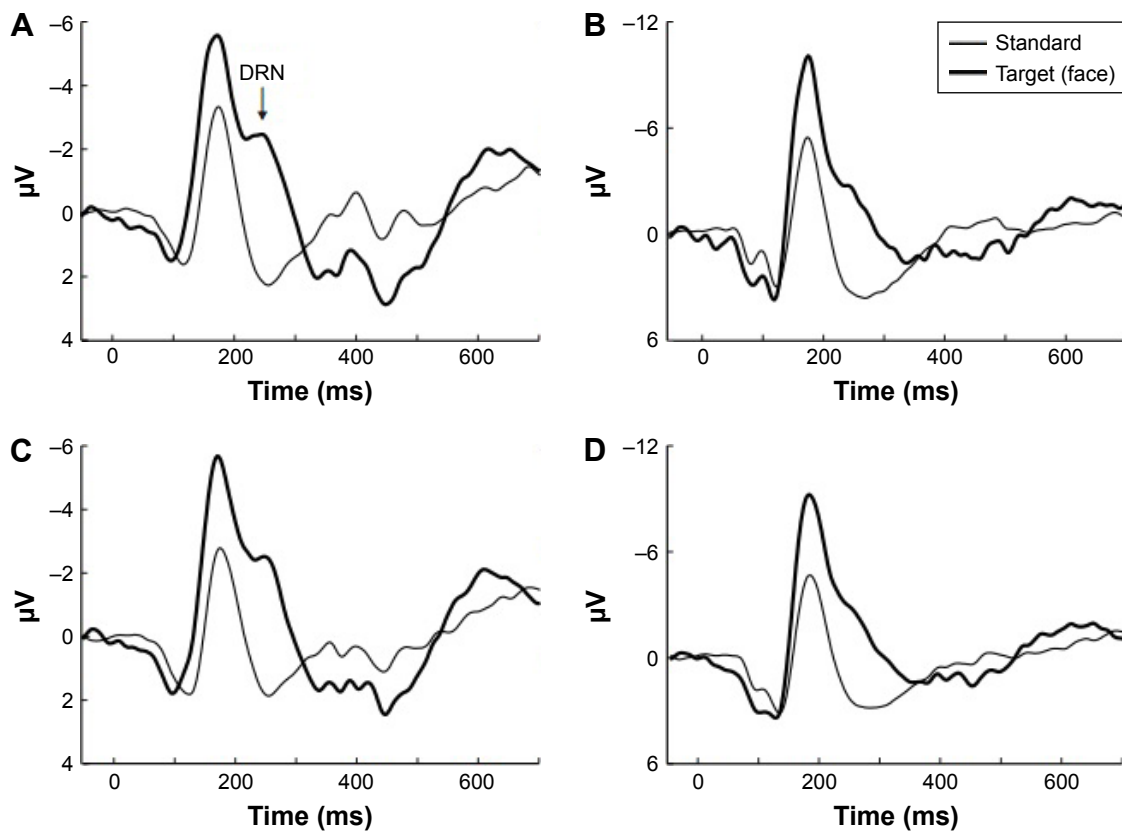 A
–6
–4
–2
0
2
4
µV
DRN
0 200 400 600
Time (ms)
B
–12
–6
0
6
µV
Standard
Target (face)
0 200 400 600
Time (ms)
C
–6
–4
–2
0
2
4
µV
0 200 400 600
Time (ms)
D
–12
–6
0
6
µV
0 200 400 600
Time (ms)